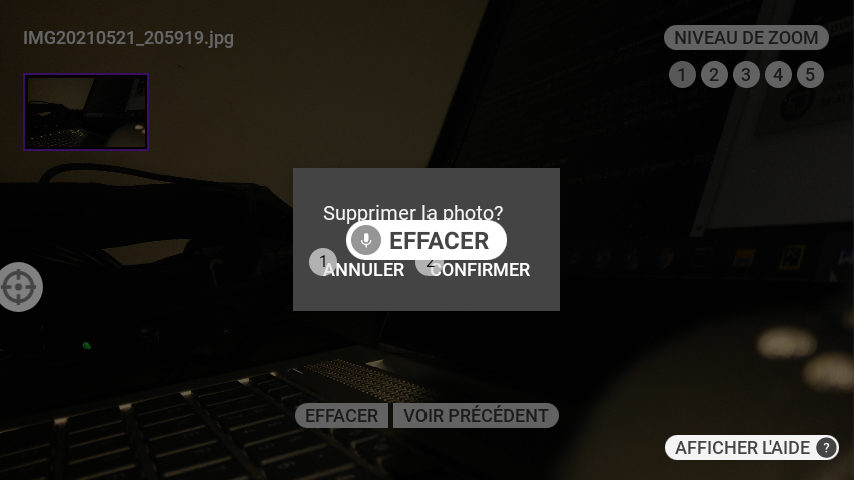 IMG20210521_205919.jpg
NIVEAU DE ZOOM
1 2 3 4 5
Supprimer la photo?
EFFACER
1 ANNULER 2 CONFIRMER
EFFACER VOIR PRÉCÉDENT
AFFICHER L'AIDE ?